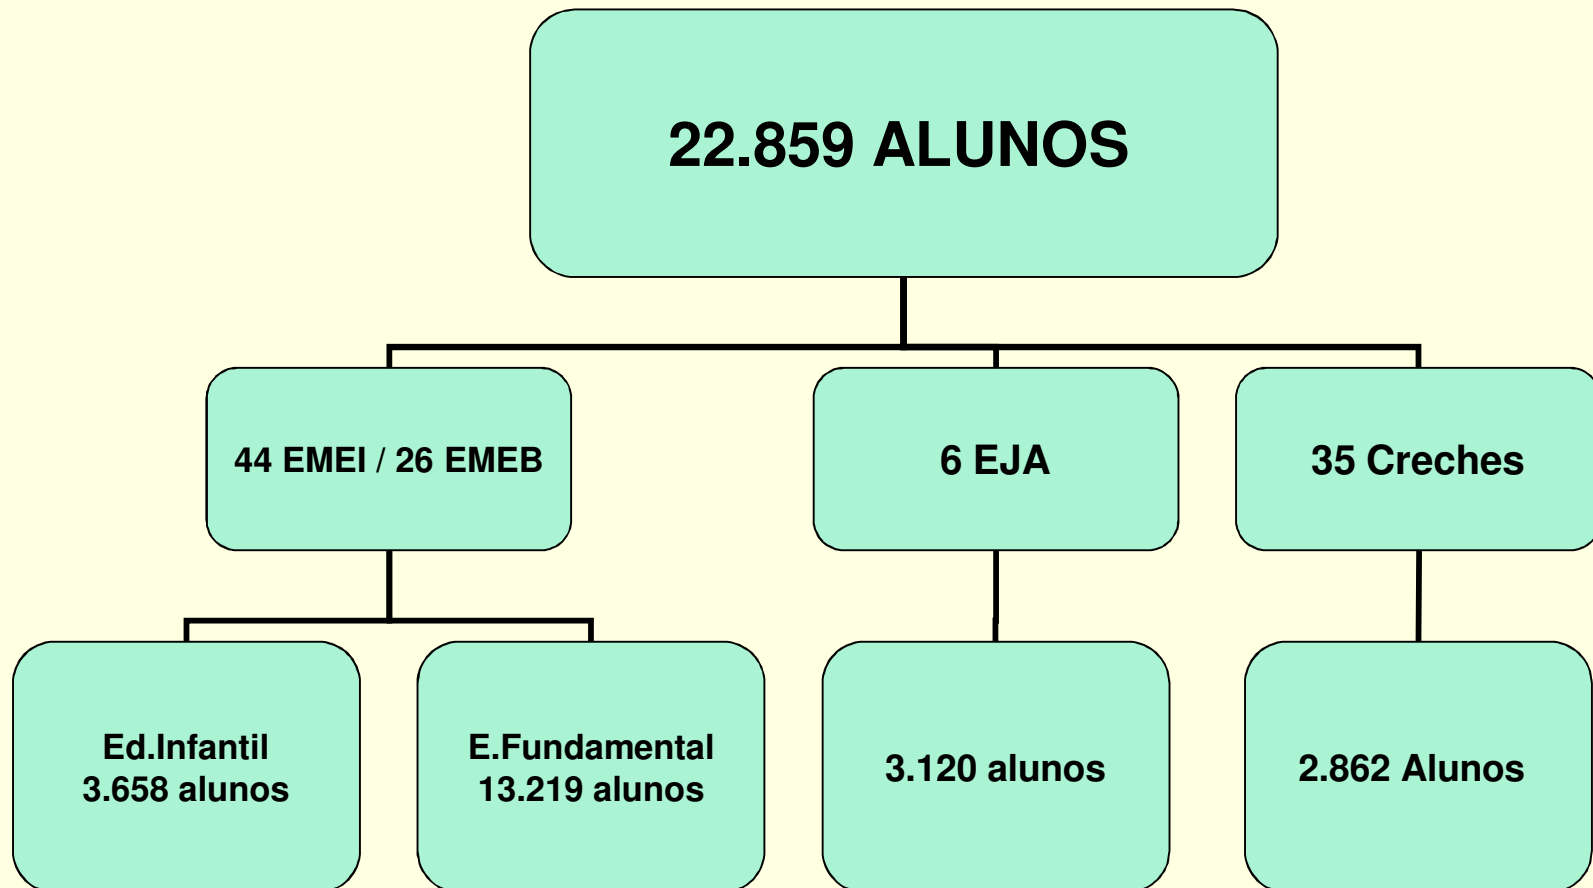 22.859 ALUNOS
44 EMEI / 26 EMEB
6 EJA
35 Creches
Ed.Infantil
3.658 alunos
E.Fundamental
13.219 alunos
3.120 alunos
2.862 Alunos